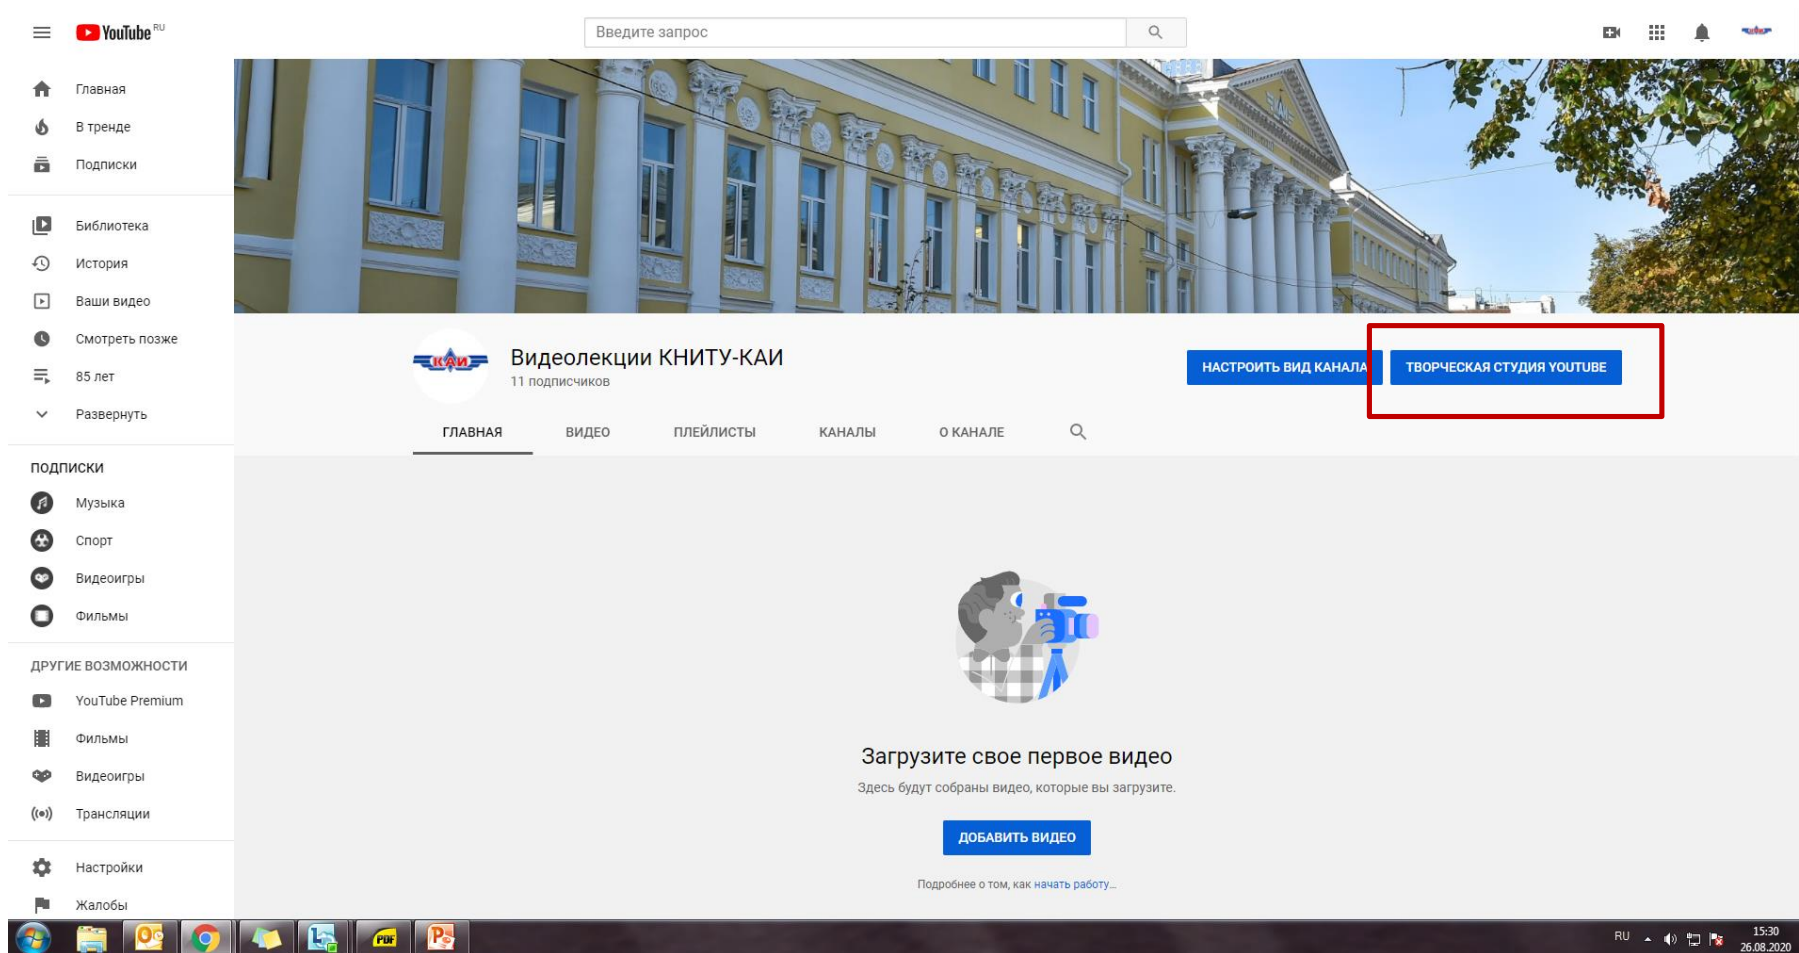 YouTube RU
Введите запрос
Главная
В тренде
Подписки
Библиотека
История
Ваши видео
Смотреть позже
85 лет
Развернуть
ПОДПИСКИ
Музыка
Спорт
Видеоигры
Фильмы
ДРУГИЕ ВОЗМОЖНОСТИ
YouTube Premium
Фильмы
Видеоигры
Трансляции
Настройки
Жалобы
КАИ
Видеолекции КНИТУ-КАИ
11 подписчиков
НАСТРОИТЬ ВИД КАНАЛА
ТВОРЧЕСКАЯ СТУДИЯ YOUTUBE
ГЛАВНАЯ ВИДЕО ПЛЕЙЛИСТЫ КАНАЛЫ О КАНАЛЕ
Загрузите свое первое видео
Здесь будут собраны видео, которые вы загрузите.
ДОБАВИТЬ ВИДЕО
Подробнее о том, как начать работу...
PDF
RU
15:30
26.08.2020